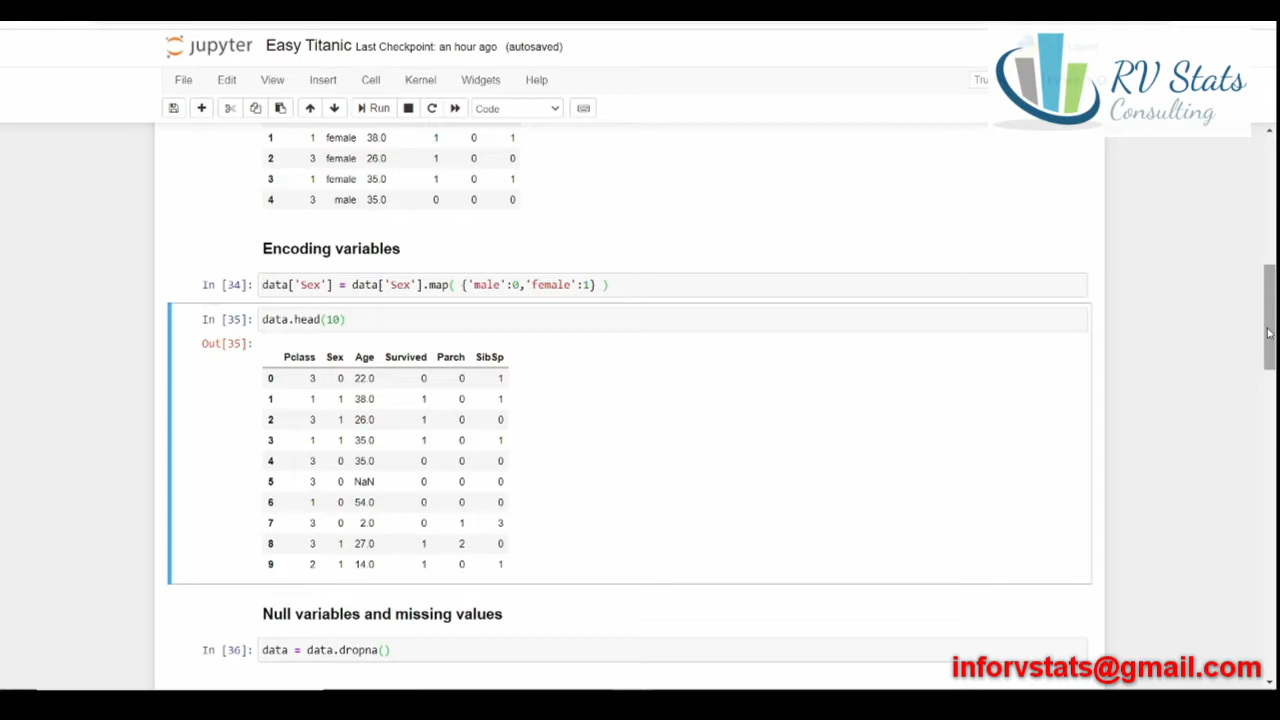 jupyter Easy Titanic Last Checkpoint: an hour ago (autosaved)
RV Stats
Consulting
File Edit View Insert Cell Kernel Widgets Help
Tru
Run Code
1 1 female 38.0 1 0 1
2 3 female 26.0 1 0 0
3 1 female 35.0 1 0 1
4 3 male 35.0 0 0 0
Encoding variables
In [34]: data['Sex'] = data['Sex'].map( {'male':0,'female':1} )
In [35]: data.head(10)
Out[35]:
Pclass Sex Age Survived Parch SibSp
0 3 0 22.0 0 0 1
1 1 1 38.0 1 0 1
2 3 1 26.0 1 0 0
3 1 1 35.0 1 0 1
4 3 0 35.0 0 0 0
5 3 0 NaN 0 0 0
6 1 0 54.0 0 0 0
7 3 0 2.0 0 1 3
8 3 1 27.0 1 2 0
9 2 1 14.0 1 0 1
Null variables and missing values
In [36]: data = data.dropna()
inforvstats@gmail.com